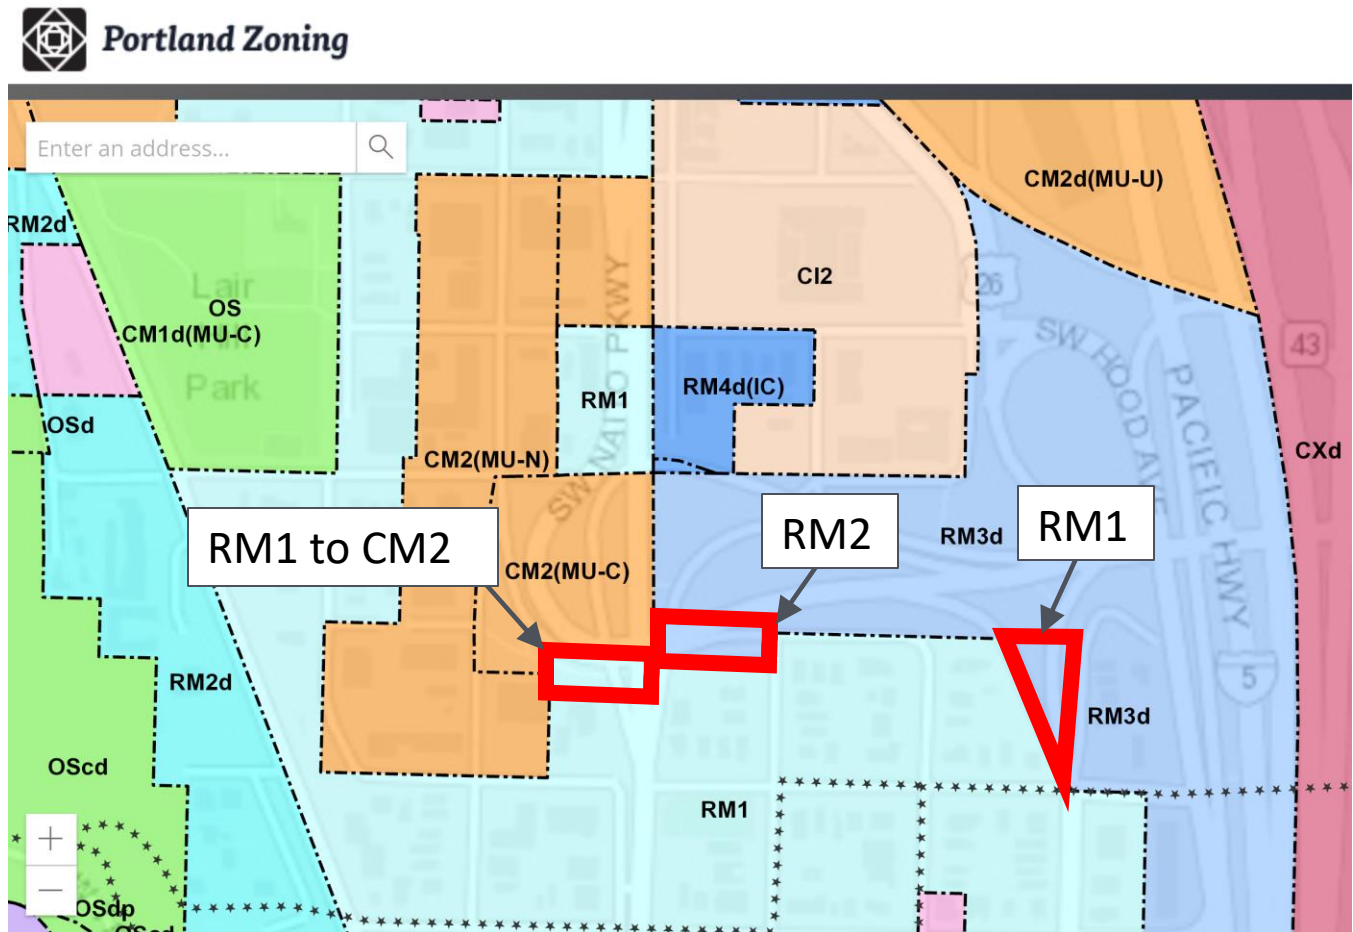 Portland Zoning
Enter an address...
CM2d(MU-U)
RM2d
CI2
Lair
OS
26
CM1d(MU-C)
SW HOOD AVE
43
Park
RM4d(IC)
RM1
SW NAITO PKWY
PACIFIC HWY
OSd
CM2(MU-N)
CXd
RM1 to CM2
RM2
RM1
RM3d
CM2(MU-C)
RM2d
5
RM3d
OScd
RM1
+
−
OSdp